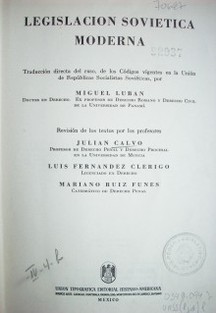 LEGISLACION SOVIETICA
MODERNA
Traducción directa del ruso, de los Códigos vigentes en la Unión
de Repúblicas Socialistas Soviéticas, por
MIGUEL LUBAN
DOCTOR EN DERECHO. EX PROFESOR DE DERECHO ROMANO Y DERECHO CIVIL
DE LA UNIVERSIDAD DE PANAMÁ
Revisión de los textos por los profesores
JULIAN CALVO
PROFESOR DE DERECHO PENAL Y DERECHO PROCESAL
EN LA UNIVERSIDAD DE MURCIA
LUIS FERNANDEZ CLERIGO
LICENCIADO EN DERECHO
MARIANO RUIZ FUNES
CATEDRÁTICO DE DERECHO PENAL
UNION TIPOGRAFICA EDITORIAL HISPANO-AMERICANA
MEXICO